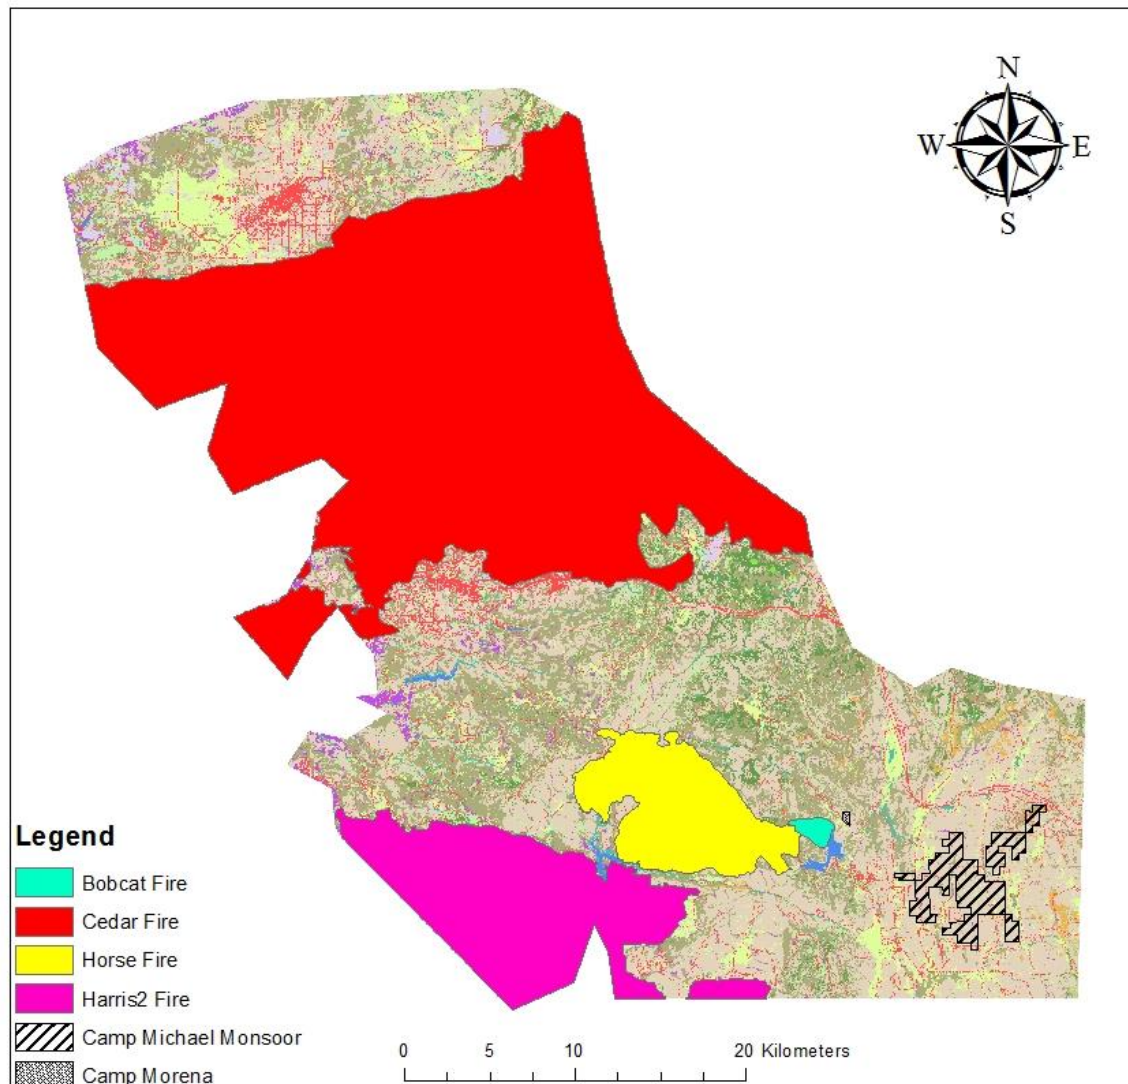 N
W E
S
Legend
Bobcat Fire
Cedar Fire
Horse Fire
Harris2 Fire
Camp Michael Monsoor
Camp Morena
0 5 10 20 Kilometers